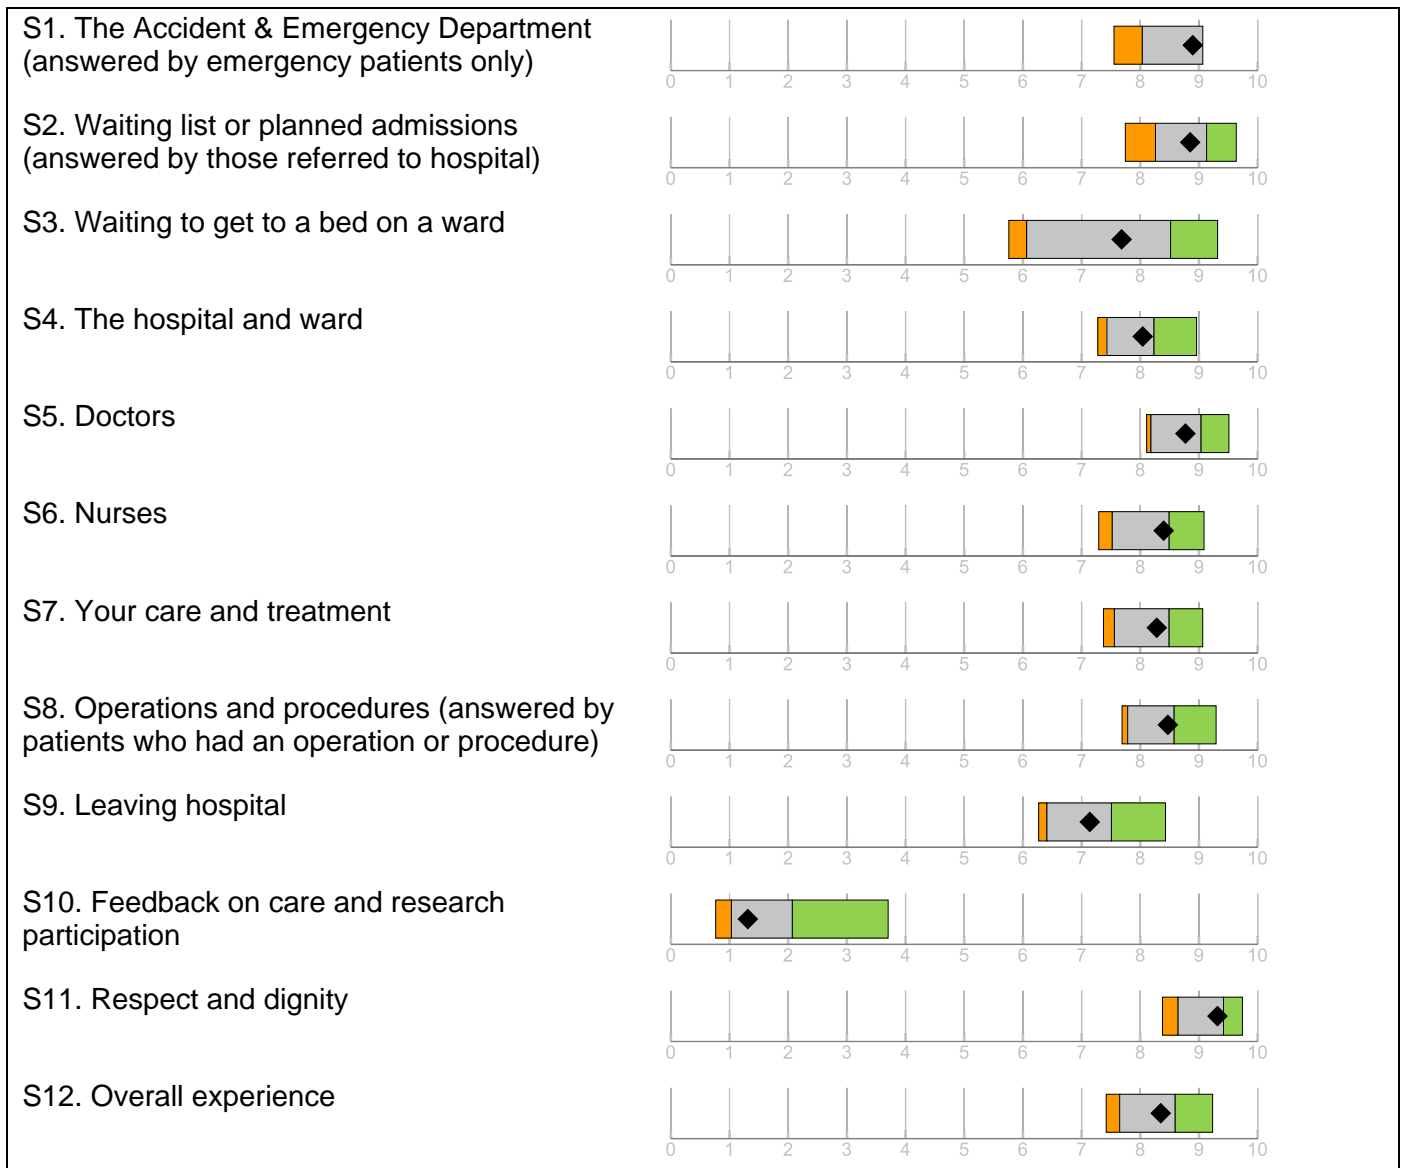 S1. The Accident & Emergency Department
(answered by emergency patients only)
0 1 2 3 4 5 6 7 8 9 10
S2. Waiting list or planned admissions
(answered by those referred to hospital)
0 1 2 3 4 5 6 7 8 9 10
S3. Waiting to get to a bed on a ward
0 1 2 3 4 5 6 7 8 9 10
S4. The hospital and ward
0 1 2 3 4 5 6 7 8 9 10
S5. Doctors
0 1 2 3 4 5 6 7 8 9 10
S6. Nurses
0 1 2 3 4 5 6 7 8 9 10
S7. Your care and treatment
0 1 2 3 4 5 6 7 8 9 10
S8. Operations and procedures (answered by
patients who had an operation or procedure)
0 1 2 3 4 5 6 7 8 9 10
S9. Leaving hospital
0 1 2 3 4 5 6 7 8 9 10
S10. Feedback on care and research
participation
0 1 2 3 4 5 6 7 8 9 10
S11. Respect and dignity
0 1 2 3 4 5 6 7 8 9 10
S12. Overall experience
0 1 2 3 4 5 6 7 8 9 10